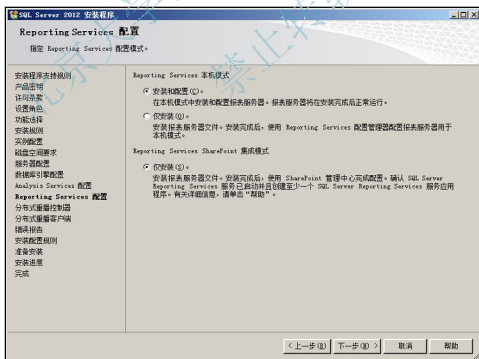 SQL Server 2012 安装程序
Reporting Services 配置
指定 Reporting Services 配置模式。
安装程序支持规则
产品密钥
许可条款
设置角色
功能选择
安装规则
实例配置
磁盘空间要求
服务器配置
数据库引擎配置
Analysis Services 配置
Reporting Services 配置
分布式重播控制器
分布式重播客户端
错误报告
安装配置规则
准备安装
安装进度
完成
Reporting Services 本机模式
安装和配置(C)。
在本机模式中安装和配置报表服务器。报表服务器将在安装完成后正常运行。
仅安装(O)。
安装报表服务器文件。安装完成后，使用 Reporting Services 配置管理器配置报表服务器用于
本机模式。
Reporting Services SharePoint 集成模式
仅安装(S)。
安装报表服务器文件。安装完成后，使用 SharePoint 管理中心完成配置。确认 SQL Server
Reporting Services 服务已启动并且创建至少一个 SQL Server Reporting Services 服务应用
程序。有关详细信息，请单击“帮助”。
<上一步(B)
下一步(N) >
取消
帮助